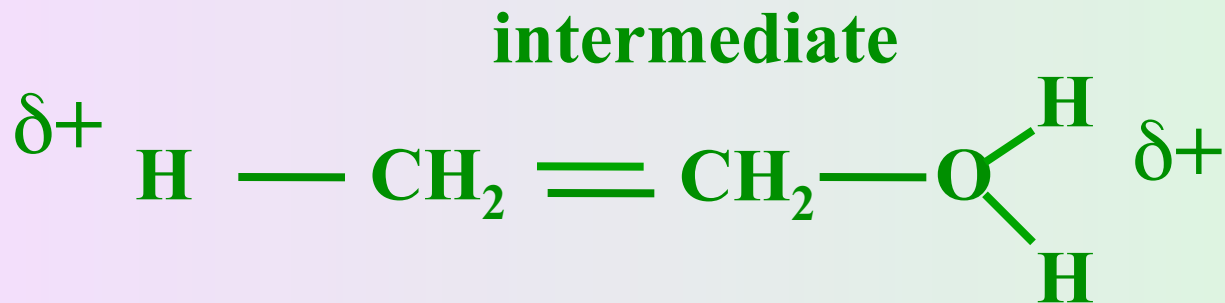 intermediate
δ+ H — CH₂ = CH₂ — O H H δ+